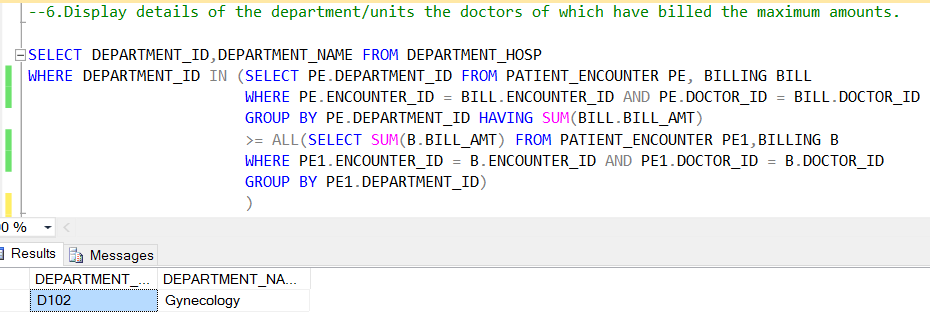 --6.Display details of the department/units the doctors of which have billed the maximum amounts.
SELECT DEPARTMENT_ID,DEPARTMENT_NAME FROM DEPARTMENT_HOSP
WHERE DEPARTMENT_ID IN (SELECT PE.DEPARTMENT_ID FROM PATIENT_ENCOUNTER PE, BILLING BILL
WHERE PE.ENCOUNTER_ID = BILL.ENCOUNTER_ID AND PE.DOCTOR_ID = BILL.DOCTOR_ID
GROUP BY PE.DEPARTMENT_ID HAVING SUM(BILL.BILL_AMT)
>= ALL(SELECT SUM(B.BILL_AMT) FROM PATIENT_ENCOUNTER PE1,BILLING B
WHERE PE1.ENCOUNTER_ID = B.ENCOUNTER_ID AND PE1.DOCTOR_ID = B.DOCTOR_ID
GROUP BY PE1.DEPARTMENT_ID)
)
0 %
Results Messages
DEPARTMENT_... DEPARTMENT_NA...
D102 Gynecology